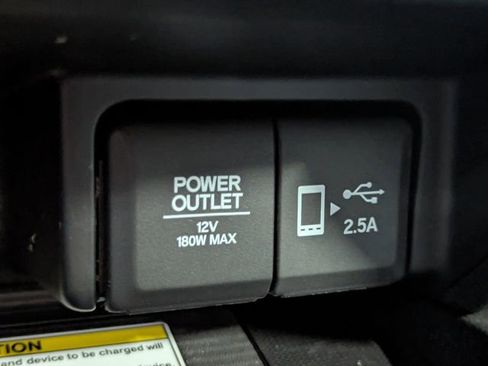 POWER
OUTLET
12V
180W MAX
2.5A
TION
and device to be charged will